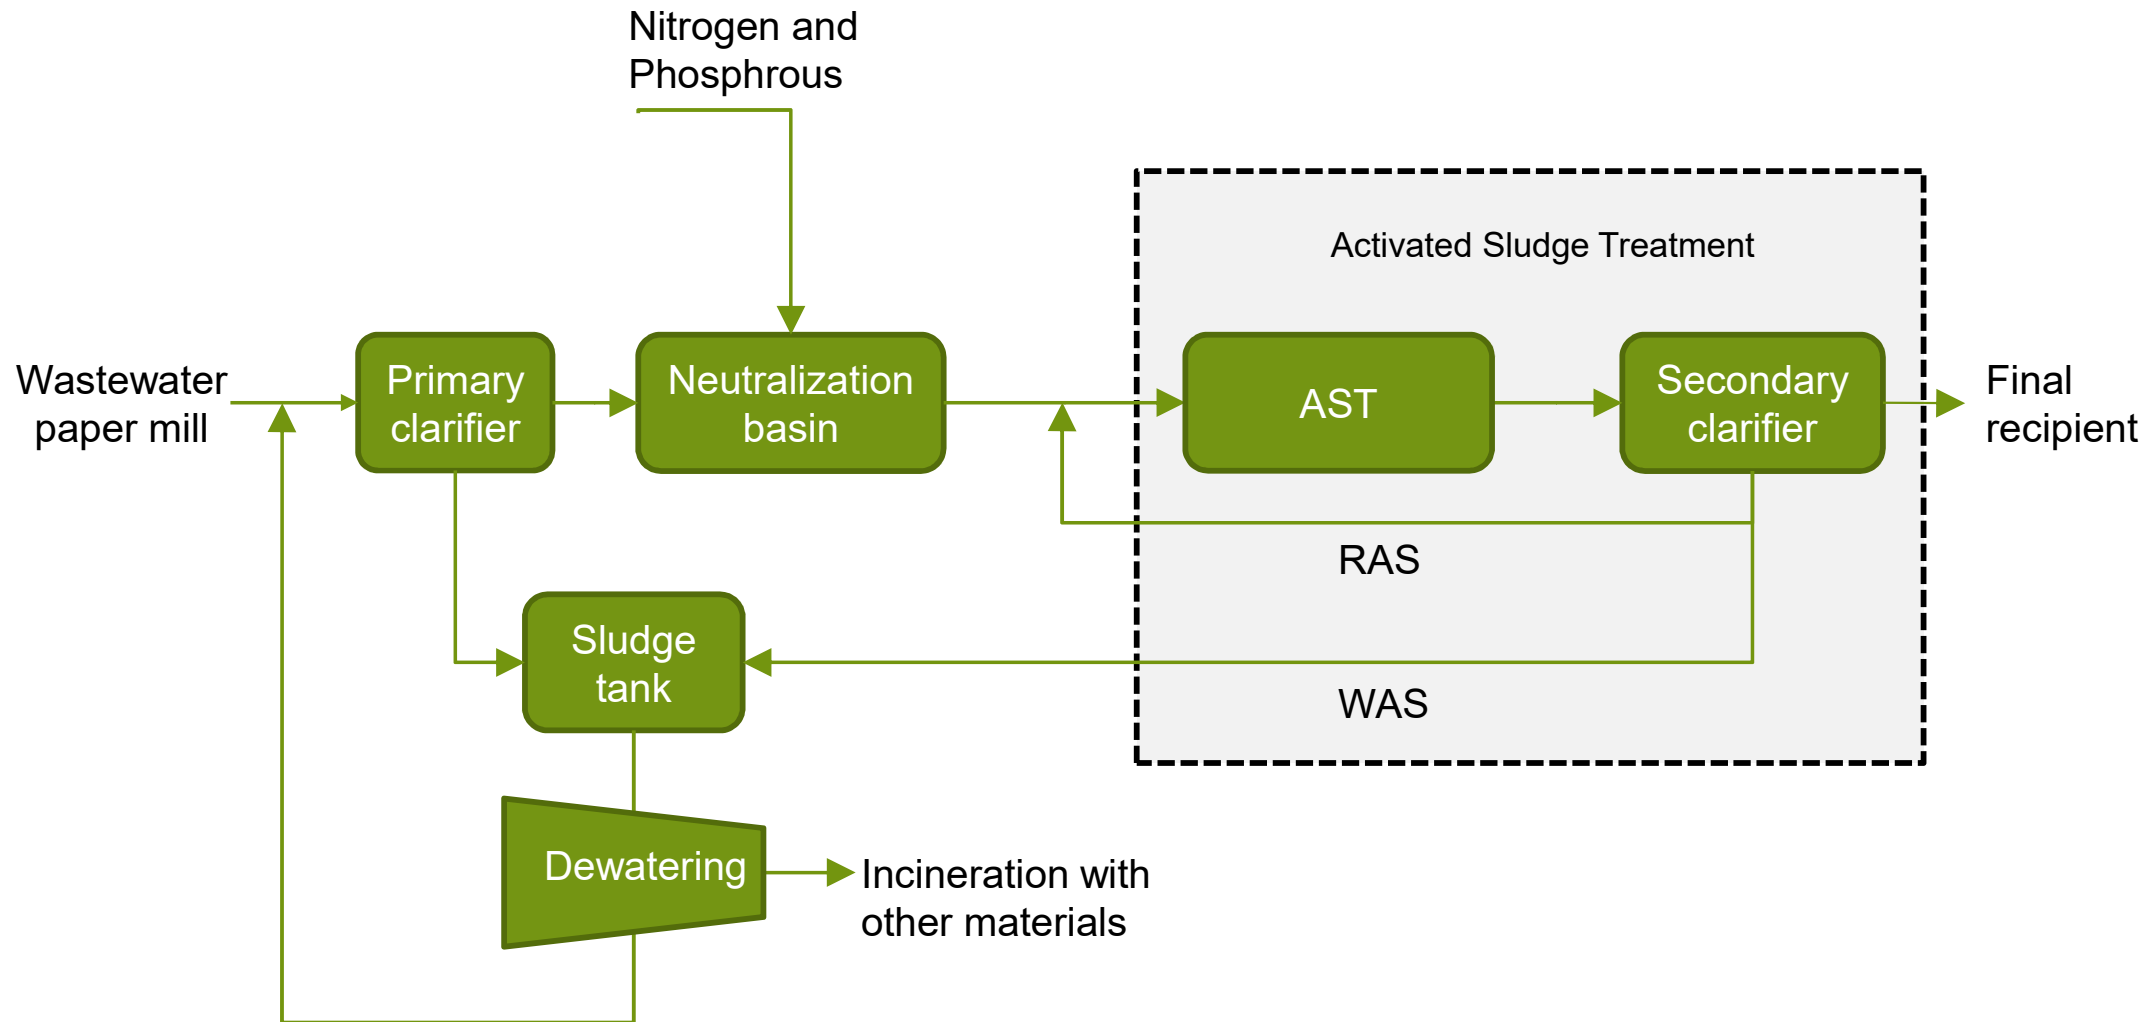 Nitrogen and
Phosphrous
Activated Sludge Treatment
Wastewater
paper mill
Primary
clarifier
Neutralization
basin
AST
Secondary
clarifier
Final
recipient
RAS
Sludge
tank
WAS
Dewatering
Incineration with
other materials